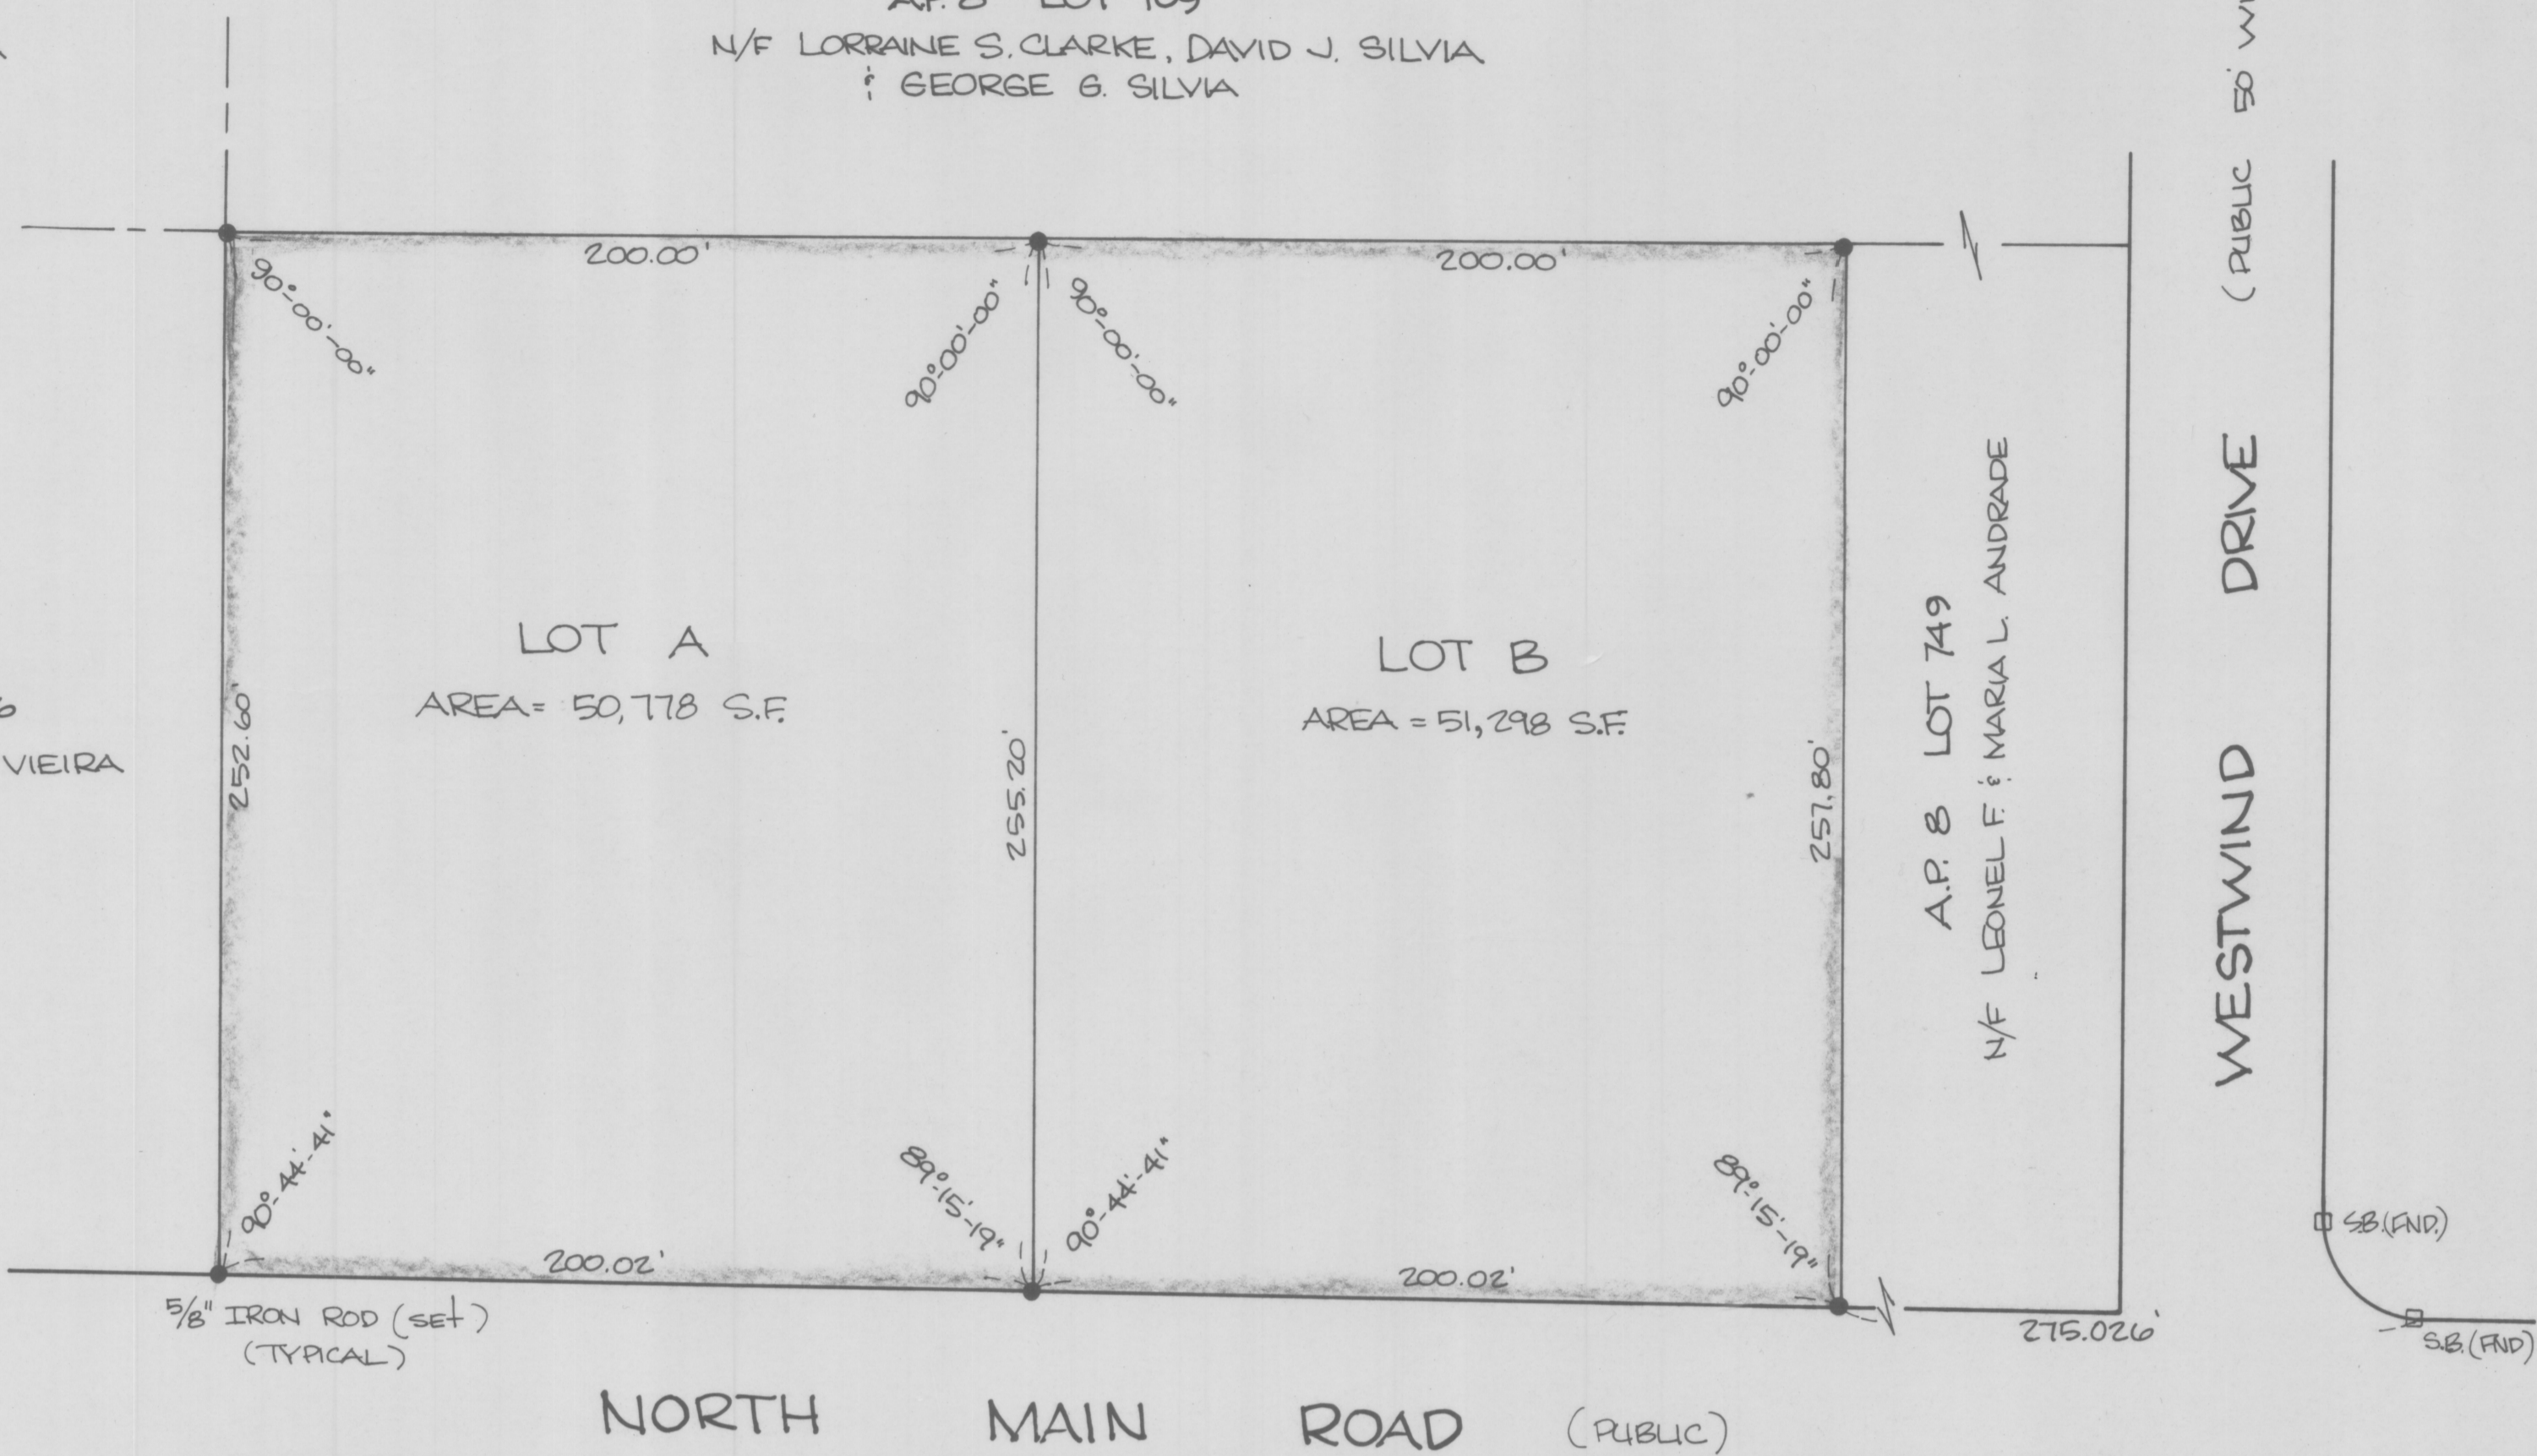 A.P. 8 LOT 109
N/F LORRAINE S. CLARKE, DAVID J. SILVIA
& GEORGE G. SILVIA
200.00'
200.00'
90°-00'-00"
90°-00'-00"
90°-00'-00"
90°-00'-00"
LOT A
AREA= 50,778 S.F.
LOT B
AREA = 51,298 S.F.
252.60'
255.20'
257.80'
VIEIRA
A.P. 8 LOT 749
N/F LEONEL F. & MARIA L. ANDRADE
WESTWIND DRIVE (PUBLIC 50'
90°-44'-41"
89°-15'-19"
90°-44'-41"
89°-15'-19"
200.02'
200.02'
5/8" IRON ROD (SEt)
(TYPICAL)
275.026'
S.B.(FND.)
S.B.(FND)
NORTH MAIN ROAD (PUBLIC)